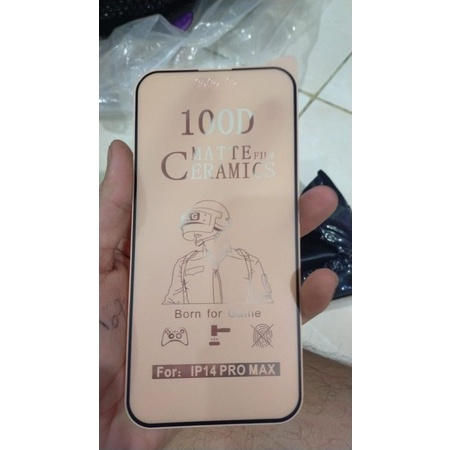 100D
MATTE FILM
CERAMICS
Born for Game
For: IP14 PRO MAX